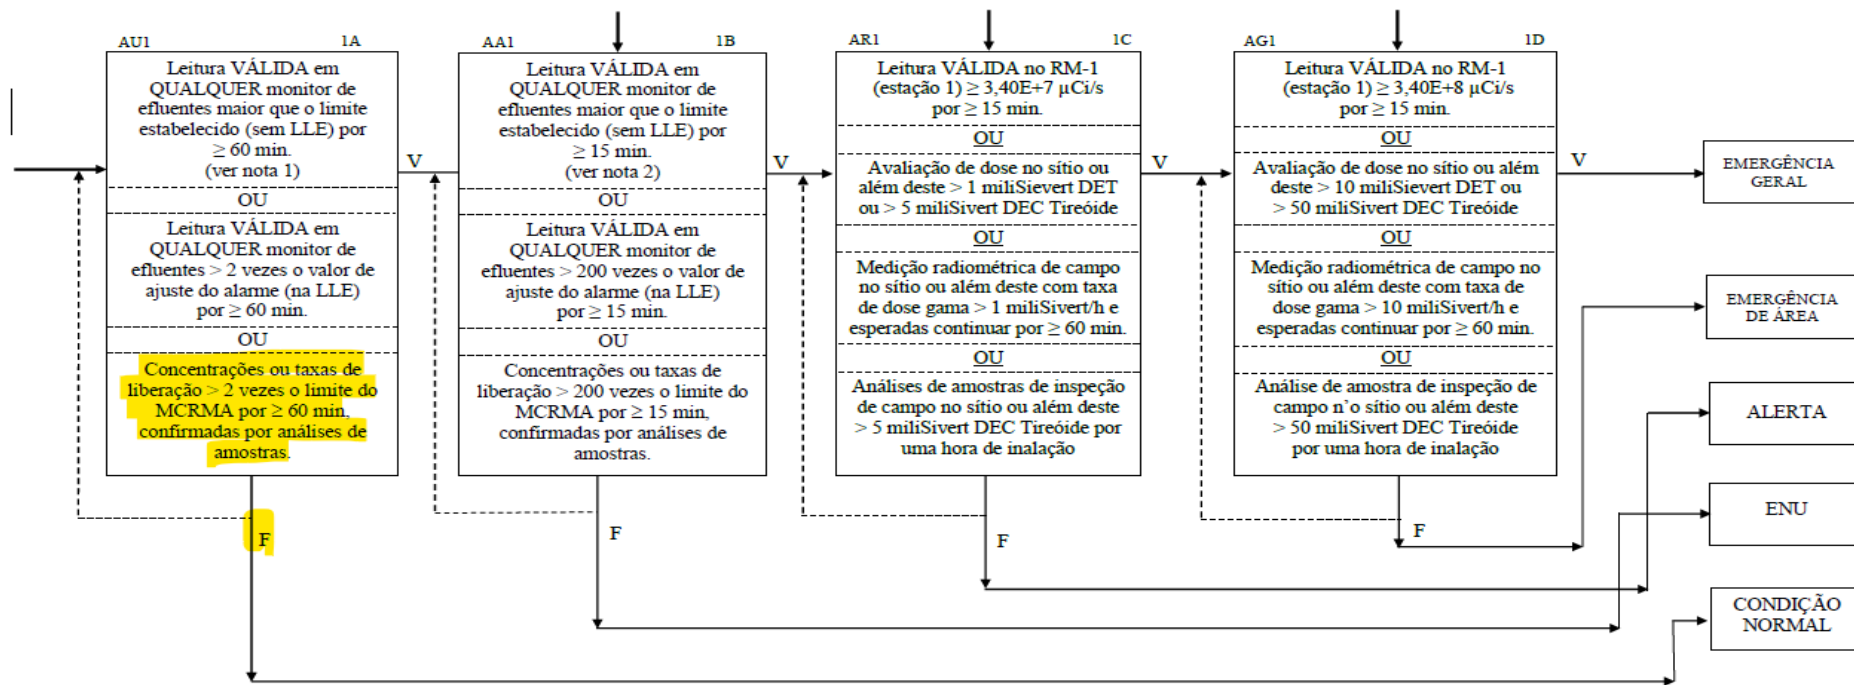 AU1 1A
Leitura VÁLIDA em
QUALQUER monitor de
efluentes maior que o limite
estabelecido (sem LLE) por
≥ 60 min.
(ver nota 1)
OU
Leitura VÁLIDA em
QUALQUER monitor de
efluentes > 2 vezes o valor de
ajuste do alarme (na LLE)
por ≥ 60 min.
OU
Concentrações ou taxas de
liberação > 2 vezes o limite do
MCRMA por ≥ 60 min,
confirmadas por análises de
amostras.
F
V
AA1 1B
Leitura VÁLIDA em
QUALQUER monitor de
efluentes maior que o limite
estabelecido (sem LLE) por
≥ 15 min.
(ver nota 2)
OU
Leitura VÁLIDA em
QUALQUER monitor de
efluentes > 200 vezes o valor de
ajuste do alarme (na LLE)
por ≥ 15 min.
OU
Concentrações ou taxas de
liberação > 200 vezes o limite do
MCRMA por ≥ 15 min,
confirmadas por análises de
amostras.
F
V
AR1 1C
Leitura VÁLIDA no RM-1
(estação 1) ≥ 3,40E+7 µCi/s
por ≥ 15 min.
OU
Avaliação de dose no sítio ou
além deste > 1 miliSievert DET
ou > 5 miliSivert DEC Tireóide
OU
Medição radiométrica de campo
no sítio ou além deste com taxa
de dose gama > 1 miliSivert/h e
esperadas continuar por ≥ 60 min.
OU
Análises de amostras de inspeção
de campo no sítio ou além deste
> 5 miliSivert DEC Tireóide por
uma hora de inalação
F
V
AG1 1D
Leitura VÁLIDA no RM-1
(estação 1) ≥ 3,40E+8 µCi/s
por ≥ 15 min.
OU
Avaliação de dose no sítio ou além
deste > 10 miliSievert DET ou
> 50 miliSivert DEC Tireóide
OU
Medição radiométrica de campo no
sítio ou além deste com taxa de
dose gama > 10 miliSivert/h e
esperadas continuar por ≥ 60 min.
OU
Análise de amostra de inspeção de
campo n'o sítio ou além deste
> 50 miliSivert DEC Tireóide
por uma hora de inalação
F
V
EMERGÊNCIA
GERAL
EMERGÊNCIA
DE ÁREA
ALERTA
ENU
CONDIÇÃO
NORMAL